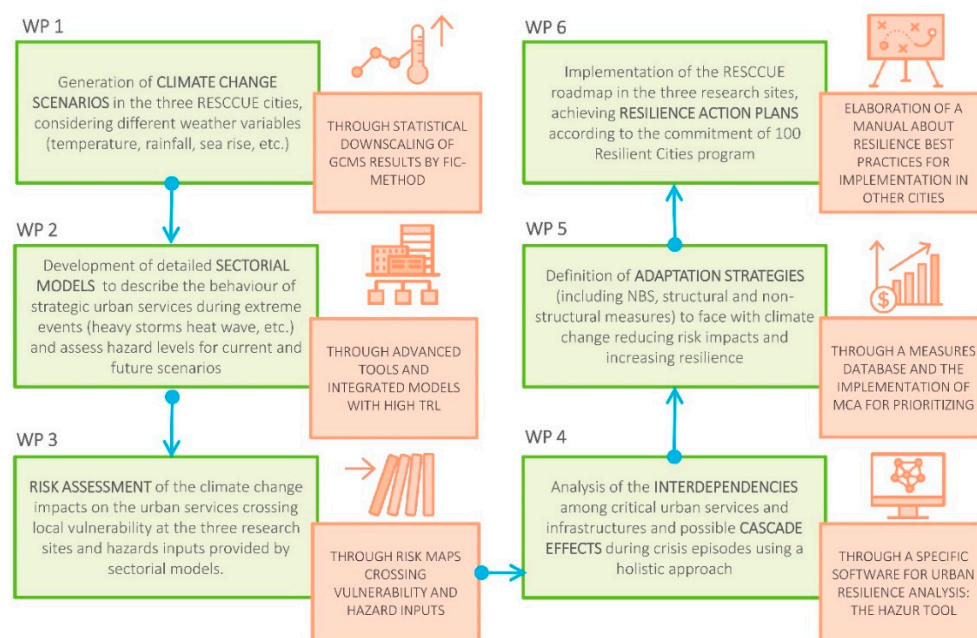 WP 1
Generation of CLIMATE CHANGE
SCENARIOS in the three RESCCUE cities,
considering different weather variables
(temperature, rainfall, sea rise, etc.)
THROUGH STATISTICAL
DOWNSCALING OF
GCMS RESULTS BY FIC-
METHOD
WP 2
Development of detailed SECTORIAL
MODELS to describe the behaviour of
strategic urban services during extreme
events (heavy storms heat wave, etc.)
and assess hazard levels for current and
future scenarios
THROUGH ADVANCED
TOOLS AND
INTEGRATED MODELS
WITH HIGH TRL
WP 3
RISK ASSESSMENT of the climate change
impacts on the urban services crossing
local vulnerability at the three research
sites and hazards inputs provided by
sectorial models.
THROUGH RISK MAPS
CROSSING
VULNERABILITY AND
HAZARD INPUTS
WP 4
Analysis of the INTERDEPENDENCIES
among critical urban services and
infrastructures and possible CASCADE
EFFECTS during crisis episodes using a
holistic approach
THROUGH A SPECIFIC
SOFTWARE FOR URBAN
RESILIENCE ANALYSIS:
THE HAZUR TOOL
WP 5
Definition of ADAPTATION STRATEGIES
(including NBS, structural and non-
structural measures) to face with climate
change reducing risk impacts and
increasing resilience
$
THROUGH A MEASURES
DATABASE AND THE
IMPLEMENTATION OF
MCA FOR PRIORITIZING
WP 6
Implementation of the RESCCUE
roadmap in the three research sites,
achieving RESILIENCE ACTION PLANS
according to the commitment of 100
Resilient Cities program
ELABORATION OF A
MANUAL ABOUT
RESILIENCE BEST
PRACTICES FOR
IMPLEMENTATION IN
OTHER CITIES